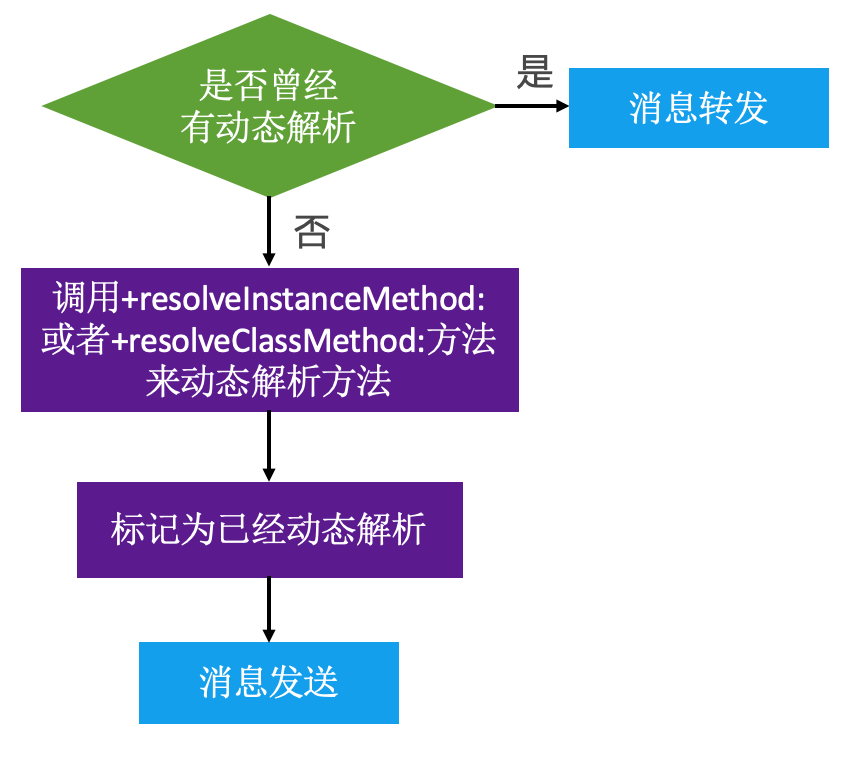 是否曾经
有动态解析
是
消息转发
否
调用+resolveInstanceMethod:
或者+resolveClassMethod:方法
来动态解析方法
标记为已经动态解析
消息发送